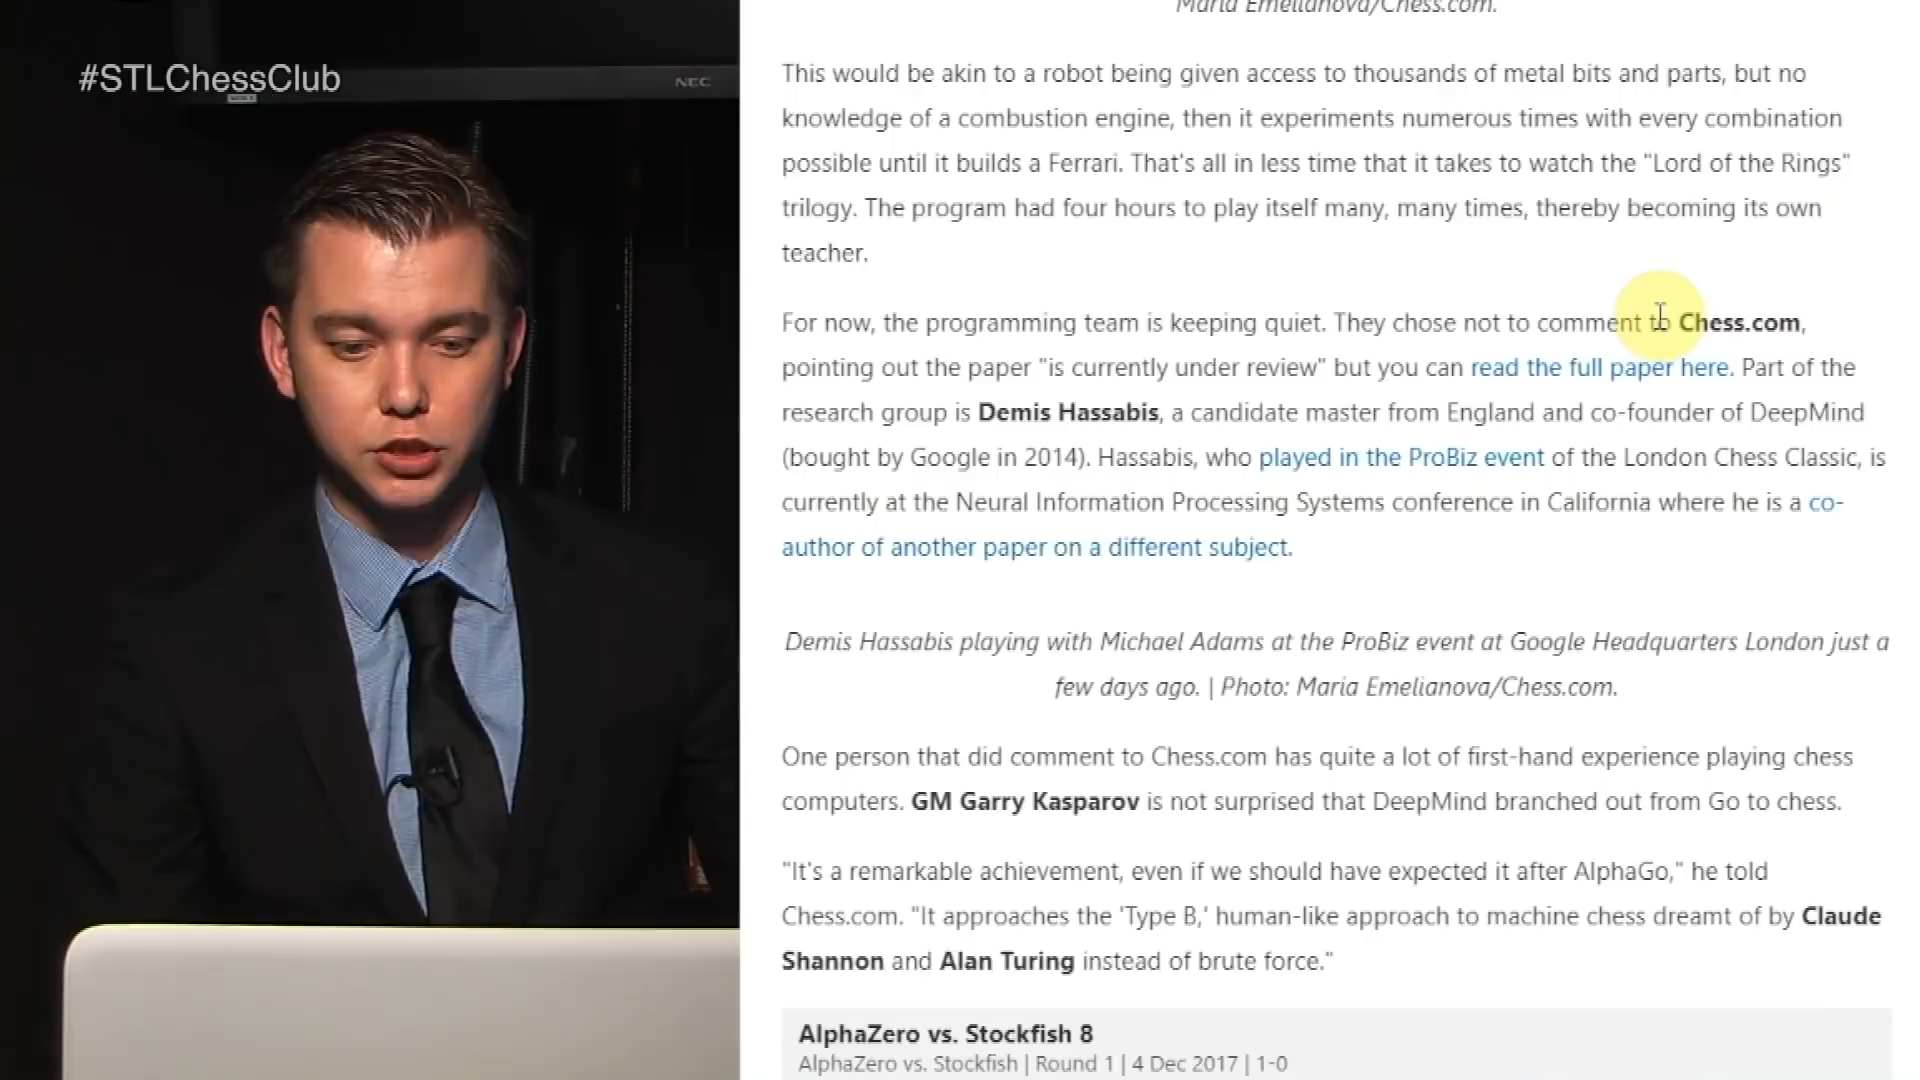 #STLChessClub
NEC
Maria Emelianova/Chess.com.
This would be akin to a robot being given access to thousands of metal bits and parts, but no
knowledge of a combustion engine, then it experiments numerous times with every combination
possible until it builds a Ferrari. That's all in less time that it takes to watch the "Lord of the Rings"
trilogy. The program had four hours to play itself many, many times, thereby becoming its own
teacher.
For now, the programming team is keeping quiet. They chose not to comment to Chess.com,
pointing out the paper "is currently under review" but you can read the full paper here. Part of the
research group is Demis Hassabis, a candidate master from England and co-founder of DeepMind
(bought by Google in 2014). Hassabis, who played in the ProBiz event of the London Chess Classic, is
currently at the Neural Information Processing Systems conference in California where he is a co-
author of another paper on a different subject.
Demis Hassabis playing with Michael Adams at the ProBiz event at Google Headquarters London just a
few days ago. | Photo: Maria Emelianova/Chess.com.
One person that did comment to Chess.com has quite a lot of first-hand experience playing chess
computers. GM Garry Kasparov is not surprised that DeepMind branched out from Go to chess.
"It's a remarkable achievement, even if we should have expected it after AlphaGo," he told
Chess.com. "It approaches the 'Type B,' human-like approach to machine chess dreamt of by Claude
Shannon and Alan Turing instead of brute force."
AlphaZero vs. Stockfish 8
AlphaZero vs. Stockfish | Round 1 | 4 Dec 2017 | 1-0